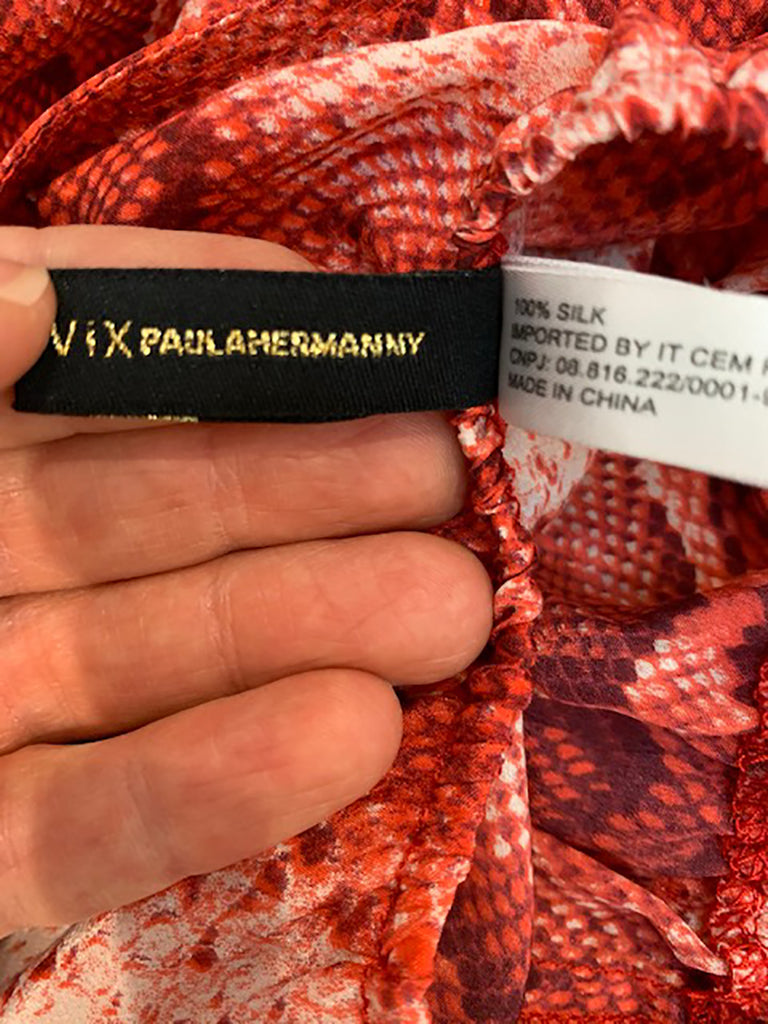 ViX PAULAHERMANNY
100% SILK
IMPORTED BY IT CEM
CNPJ: 08.816.222/0001-
MADE IN CHINA